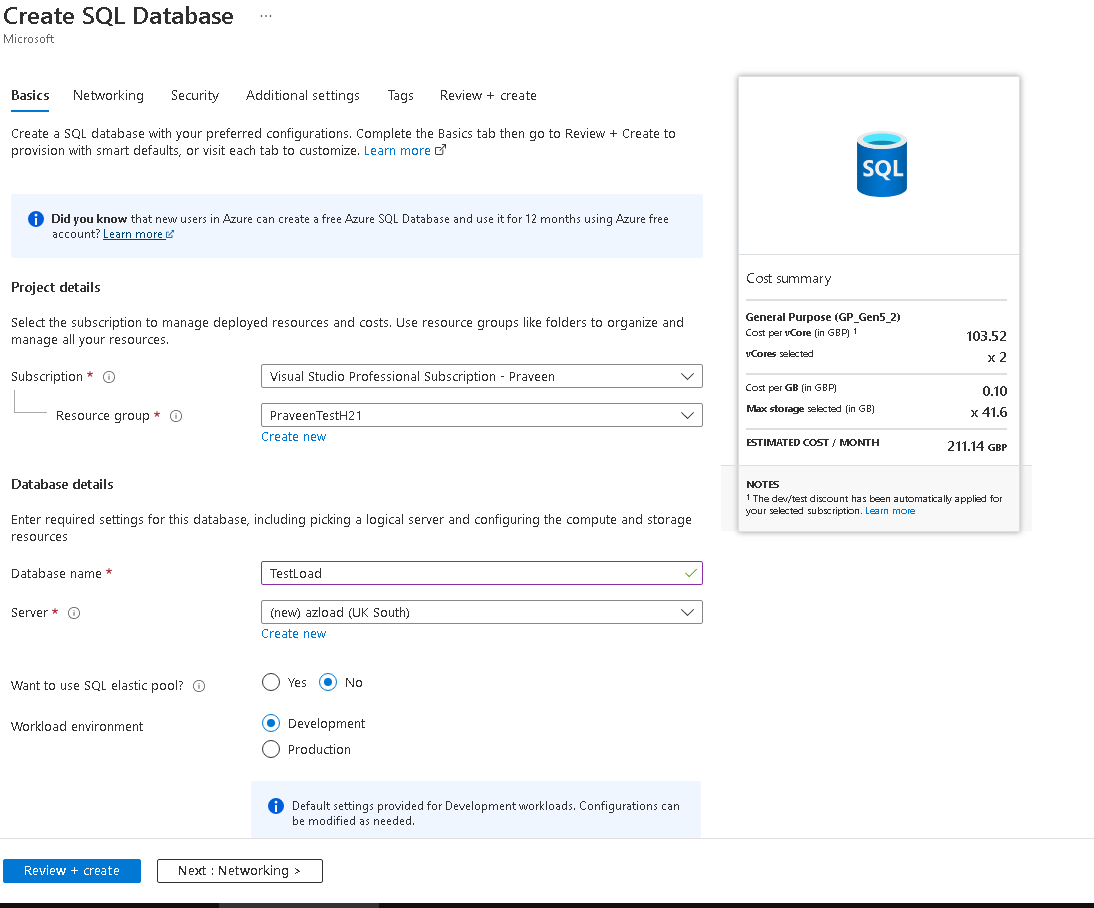 Create SQL Database ...
Microsoft
Basics Networking Security Additional settings Tags Review + create
Create a SQL database with your preferred configurations. Complete the Basics tab then go to Review + Create to
provision with smart defaults, or visit each tab to customize. Learn more
Did you know that new users in Azure can create a free Azure SQL Database and use it for 12 months using Azure free
account? Learn more
Project details
Select the subscription to manage deployed resources and costs. Use resource groups like folders to organize and
manage all your resources.
Subscription *
Visual Studio Professional Subscription - Praveen
Resource group *
PraveenTestH21
Create new
Database details
Enter required settings for this database, including picking a logical server and configuring the compute and storage
resources
Database name *
TestLoad
Server *
(new) azload (UK South)
Create new
Want to use SQL elastic pool?
Yes No
Workload environment
Development
Production
Default settings provided for Development workloads. Configurations can
be modified as needed.
Review + create Next : Networking >
SQL
Cost summary
General Purpose (GP_Gen5_2)
Cost per vCore (in GBP) ¹ 103.52
vCores selected x 2
Cost per GB (in GBP) 0.10
Max storage selected (in GB) x 41.6
ESTIMATED COST / MONTH 211.14 GBP
NOTES
¹ The dev/test discount has been automatically applied for
your selected subscription. Learn more